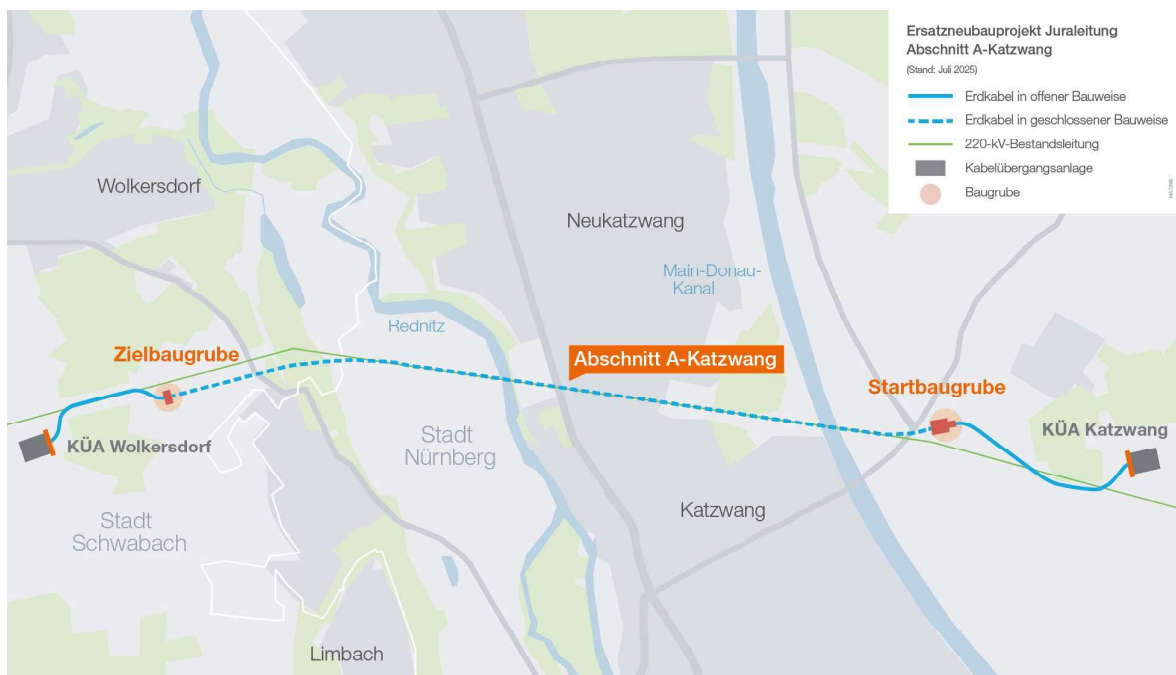 Ersatzneubauprojekt Juraleitung
Abschnitt A-Katzwang
(Stand: Juli 2025)
Erdkabel in offener Bauweise
Erdkabel in geschlossener Bauweise
220-kV-Bestandsleitung
Kabelübergangsanlage
Baugrube
Wolkersdorf
Neukatzwang
Main-Donau-
Kanal
Rednitz
Zielbaugrube
Abschnitt A-Katzwang
Startbaugrube
KÜA Wolkersdorf
Stadt
Nürnberg
KÜA Katzwang
Stadt
Schwabach
Katzwang
Limbach